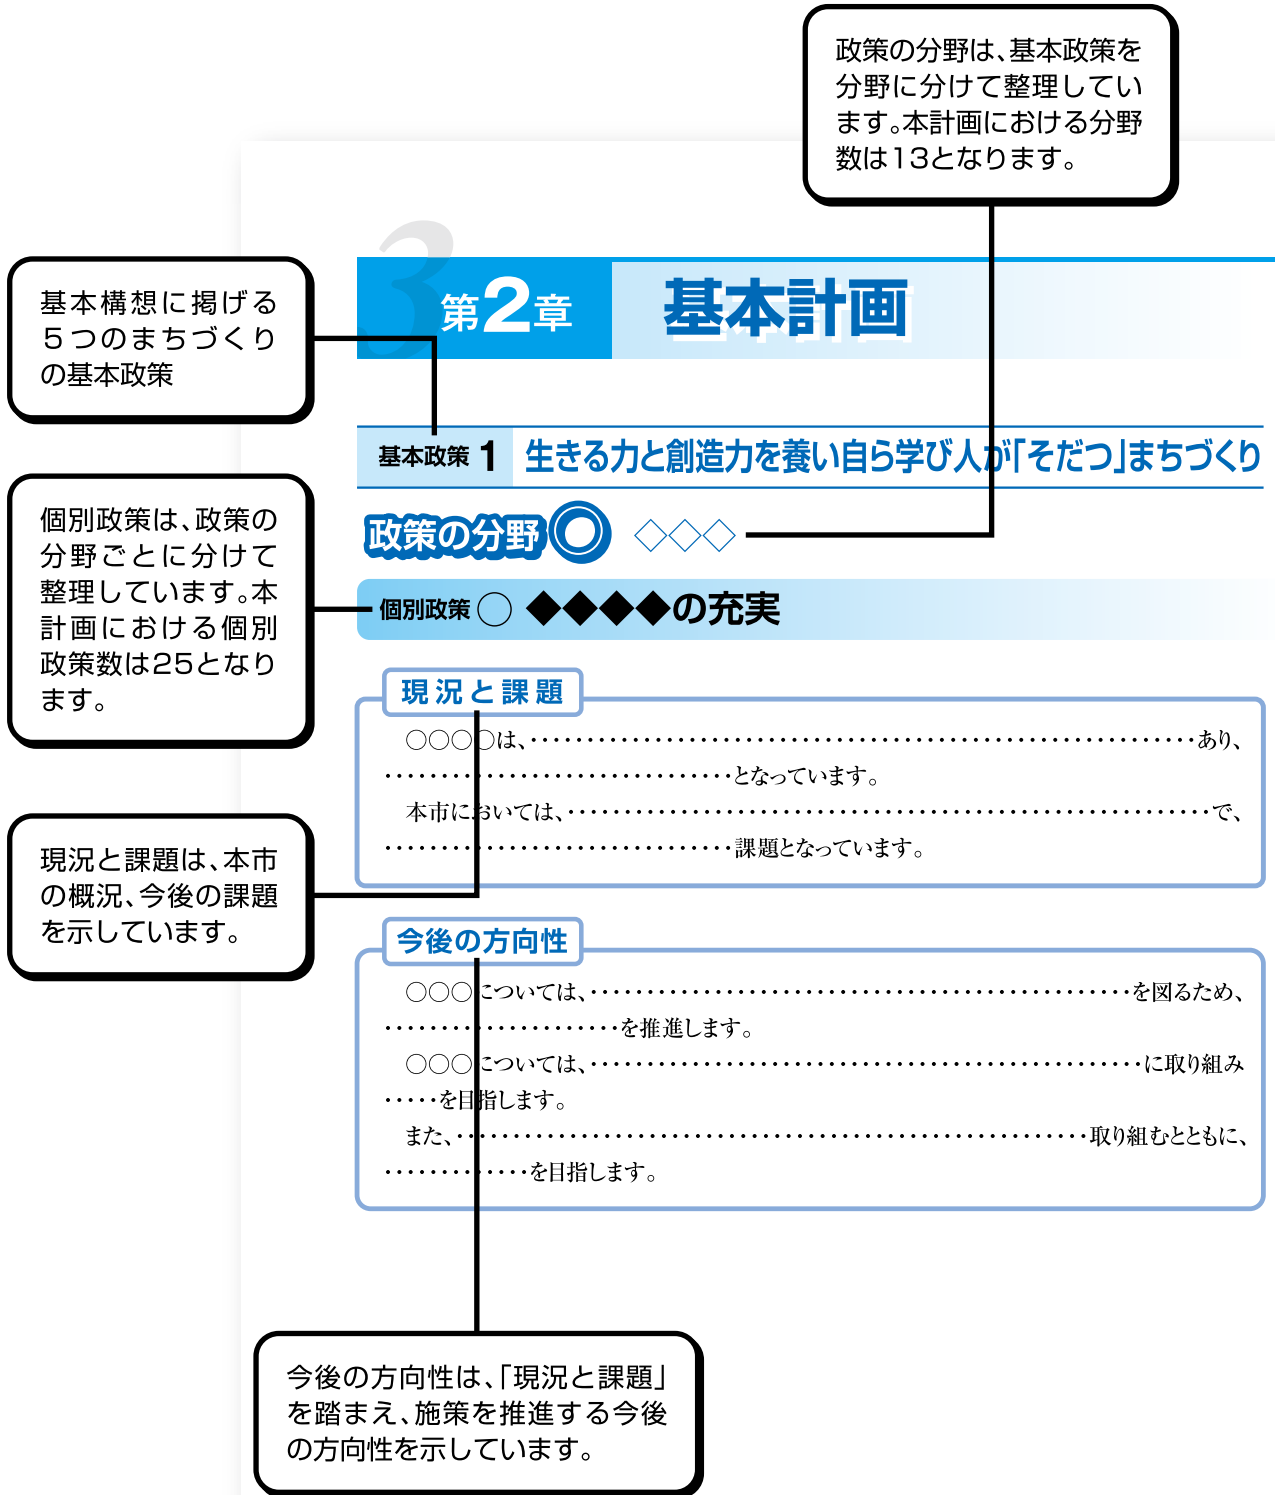 政策の分野は、基本政策を
分野に分けて整理してい
ます。本計画における分野
数は13となります。
3
第2章 基本計画
基本構想に掲げる
5つのまちづくり
の基本政策
基本政策 1 生きる力と創造力を養い自ら学び人が「そだつ」まちづくり
政策の分野◎ ◇◇◇
個別政策は、政策の
分野ごとに分けて
整理しています。本
計画における個別
政策数は25となり
ます。
個別政策○ ◆◆◆◆の充実
現況と課題
○○○○は、・・・・・・・・・・・・・・・・・・・・・・・・・・・・・・・・・・・・・・・・・・・・・・・・・・・・・・・・・・・あり、
・・・・・・・・・・・・・・・・・・・・・・・・・・・・・・・となっています。
本市においては、・・・・・・・・・・・・・・・・・・・・・・・・・・・・・・・・・・・・・・・・・・・・・・・・・・・・・・・・・で、
・・・・・・・・・・・・・・・・・・・・・・・・・・・・・・・課題となっています。
現況と課題は、本市
の概況、今後の課題
を示しています。
今後の方向性
○○○については、・・・・・・・・・・・・・・・・・・・・・・・・・・・・・・・・・・・・・・・・・・・・・・・・を図るため、
・・・・・・・・・・・・・・・・・・・・・を推進します。
○○○については、・・・・・・・・・・・・・・・・・・・・・・・・・・・・・・・・・・・・・・・・・・・・・・・・・に取り組み
・・・・・を目指します。
また、・・・・・・・・・・・・・・・・・・・・・・・・・・・・・・・・・・・・・・・・・・・・・・・・・・・・・・・・取り組むとともに、
・・・・・・・・・・・・・を目指します。
今後の方向性は、「現況と課題」
を踏まえ、施策を推進する今後
の方向性を示しています。